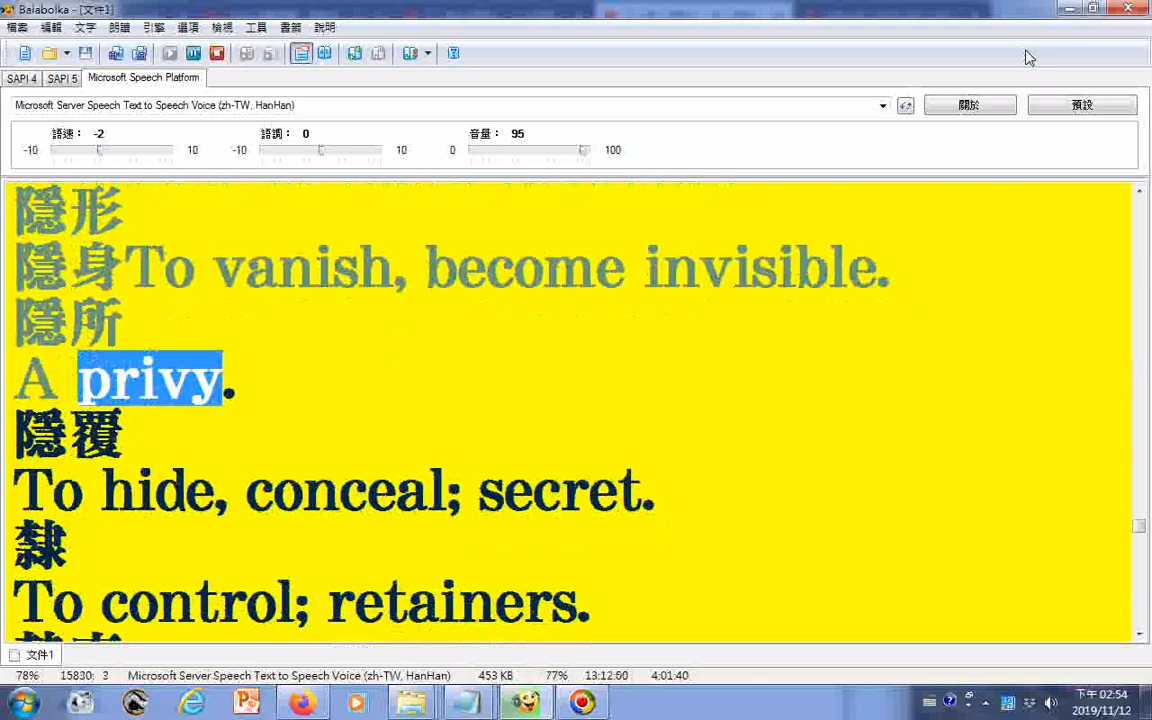 Balabolka - [文件1]
檔案 編輯 文字 朗讀 引擎 選項 檢視 工具 書籤 說明
SAPI 4 SAPI 5 Microsoft Speech Platform
Microsoft Server Speech Text to Speech Voice (zh-TW, HanHan) 關於 預設
語速： -2 語調： 0 音量： 95
-10 10 -10 10 0 100
隱形
隱身To vanish, become invisible.
隱所
A privy.
隱覆
To hide, conceal; secret.
隸
To control; retainers.
文件1
78% 15830: 3 Microsoft Server Speech Text to Speech Voice (zh-TW, HanHan) 453 KB 77% 13:12:60 4:01:40
下午 02:54
2019/11/12